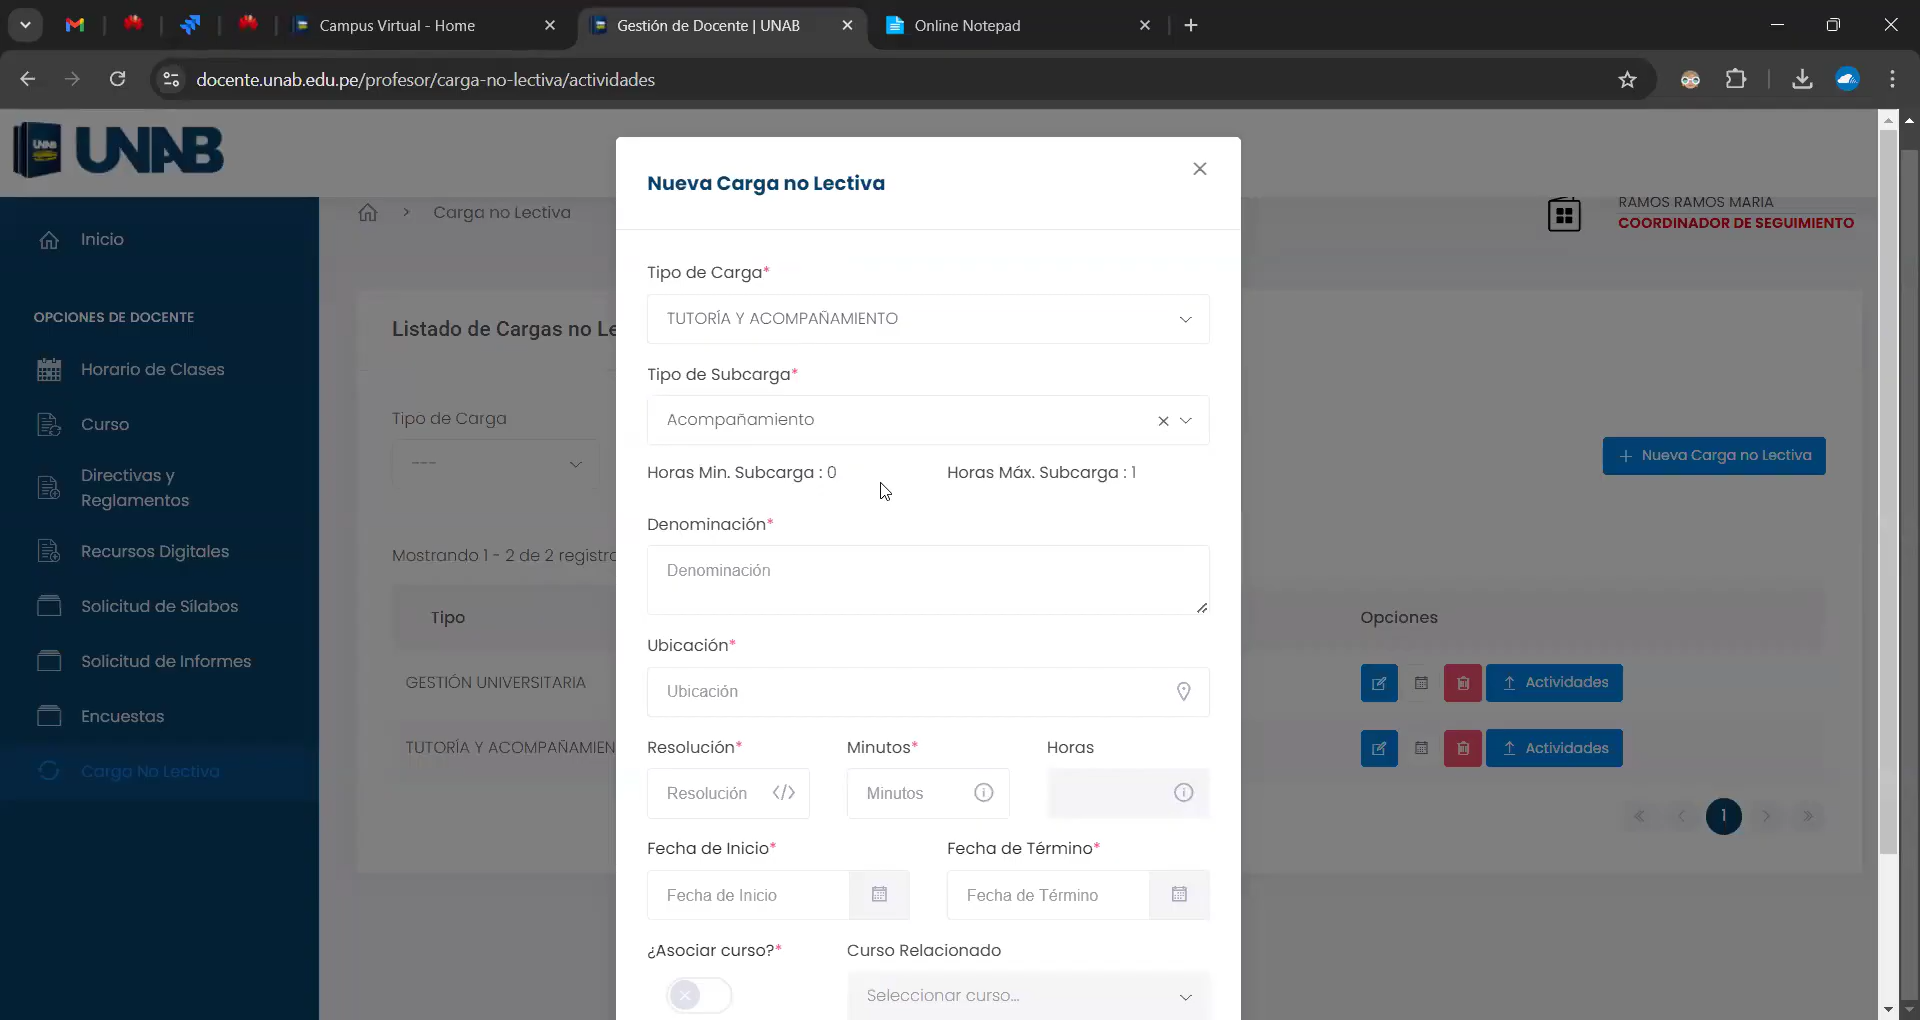 Campus Virtual - Home
Gestión de Docente | UNAB
Online Notepad
docente.unab.edu.pe/profesor/carga-no-lectiva/actividades
UNAB
UNAB
Carga no Lectiva
RAMOS RAMOS MARIA
COORDINADOR DE SEGUIMIENTO
Inicio
OPCIONES DE DOCENTE
Horario de Clases
Curso
Directivas y
Reglamentos
Recursos Digitales
Solicitud de Sílabos
Solicitud de Informes
Encuestas
Carga No Lectiva
Listado de Cargas no Le
Tipo de Carga
---
+ Nueva Carga no Lectiva
Mostrando 1 - 2 de 2 registro
Tipo
Opciones
GESTIÓN UNIVERSITARIA
Actividades
TUTORÍA Y ACOMPAÑAMIEN
Actividades
« ‹ 1 › »
Nueva Carga no Lectiva
Tipo de Carga*
TUTORÍA Y ACOMPAÑAMIENTO
Tipo de Subcarga*
Acompañamiento
Horas Min. Subcarga : 0
Horas Máx. Subcarga : 1
Denominación*
Denominación
Ubicación*
Ubicación
Resolución* Minutos* Horas
Resolución </> Minutos
Fecha de Inicio* Fecha de Término*
Fecha de Inicio Fecha de Término
¿Asociar curso?* Curso Relacionado
Seleccionar curso...